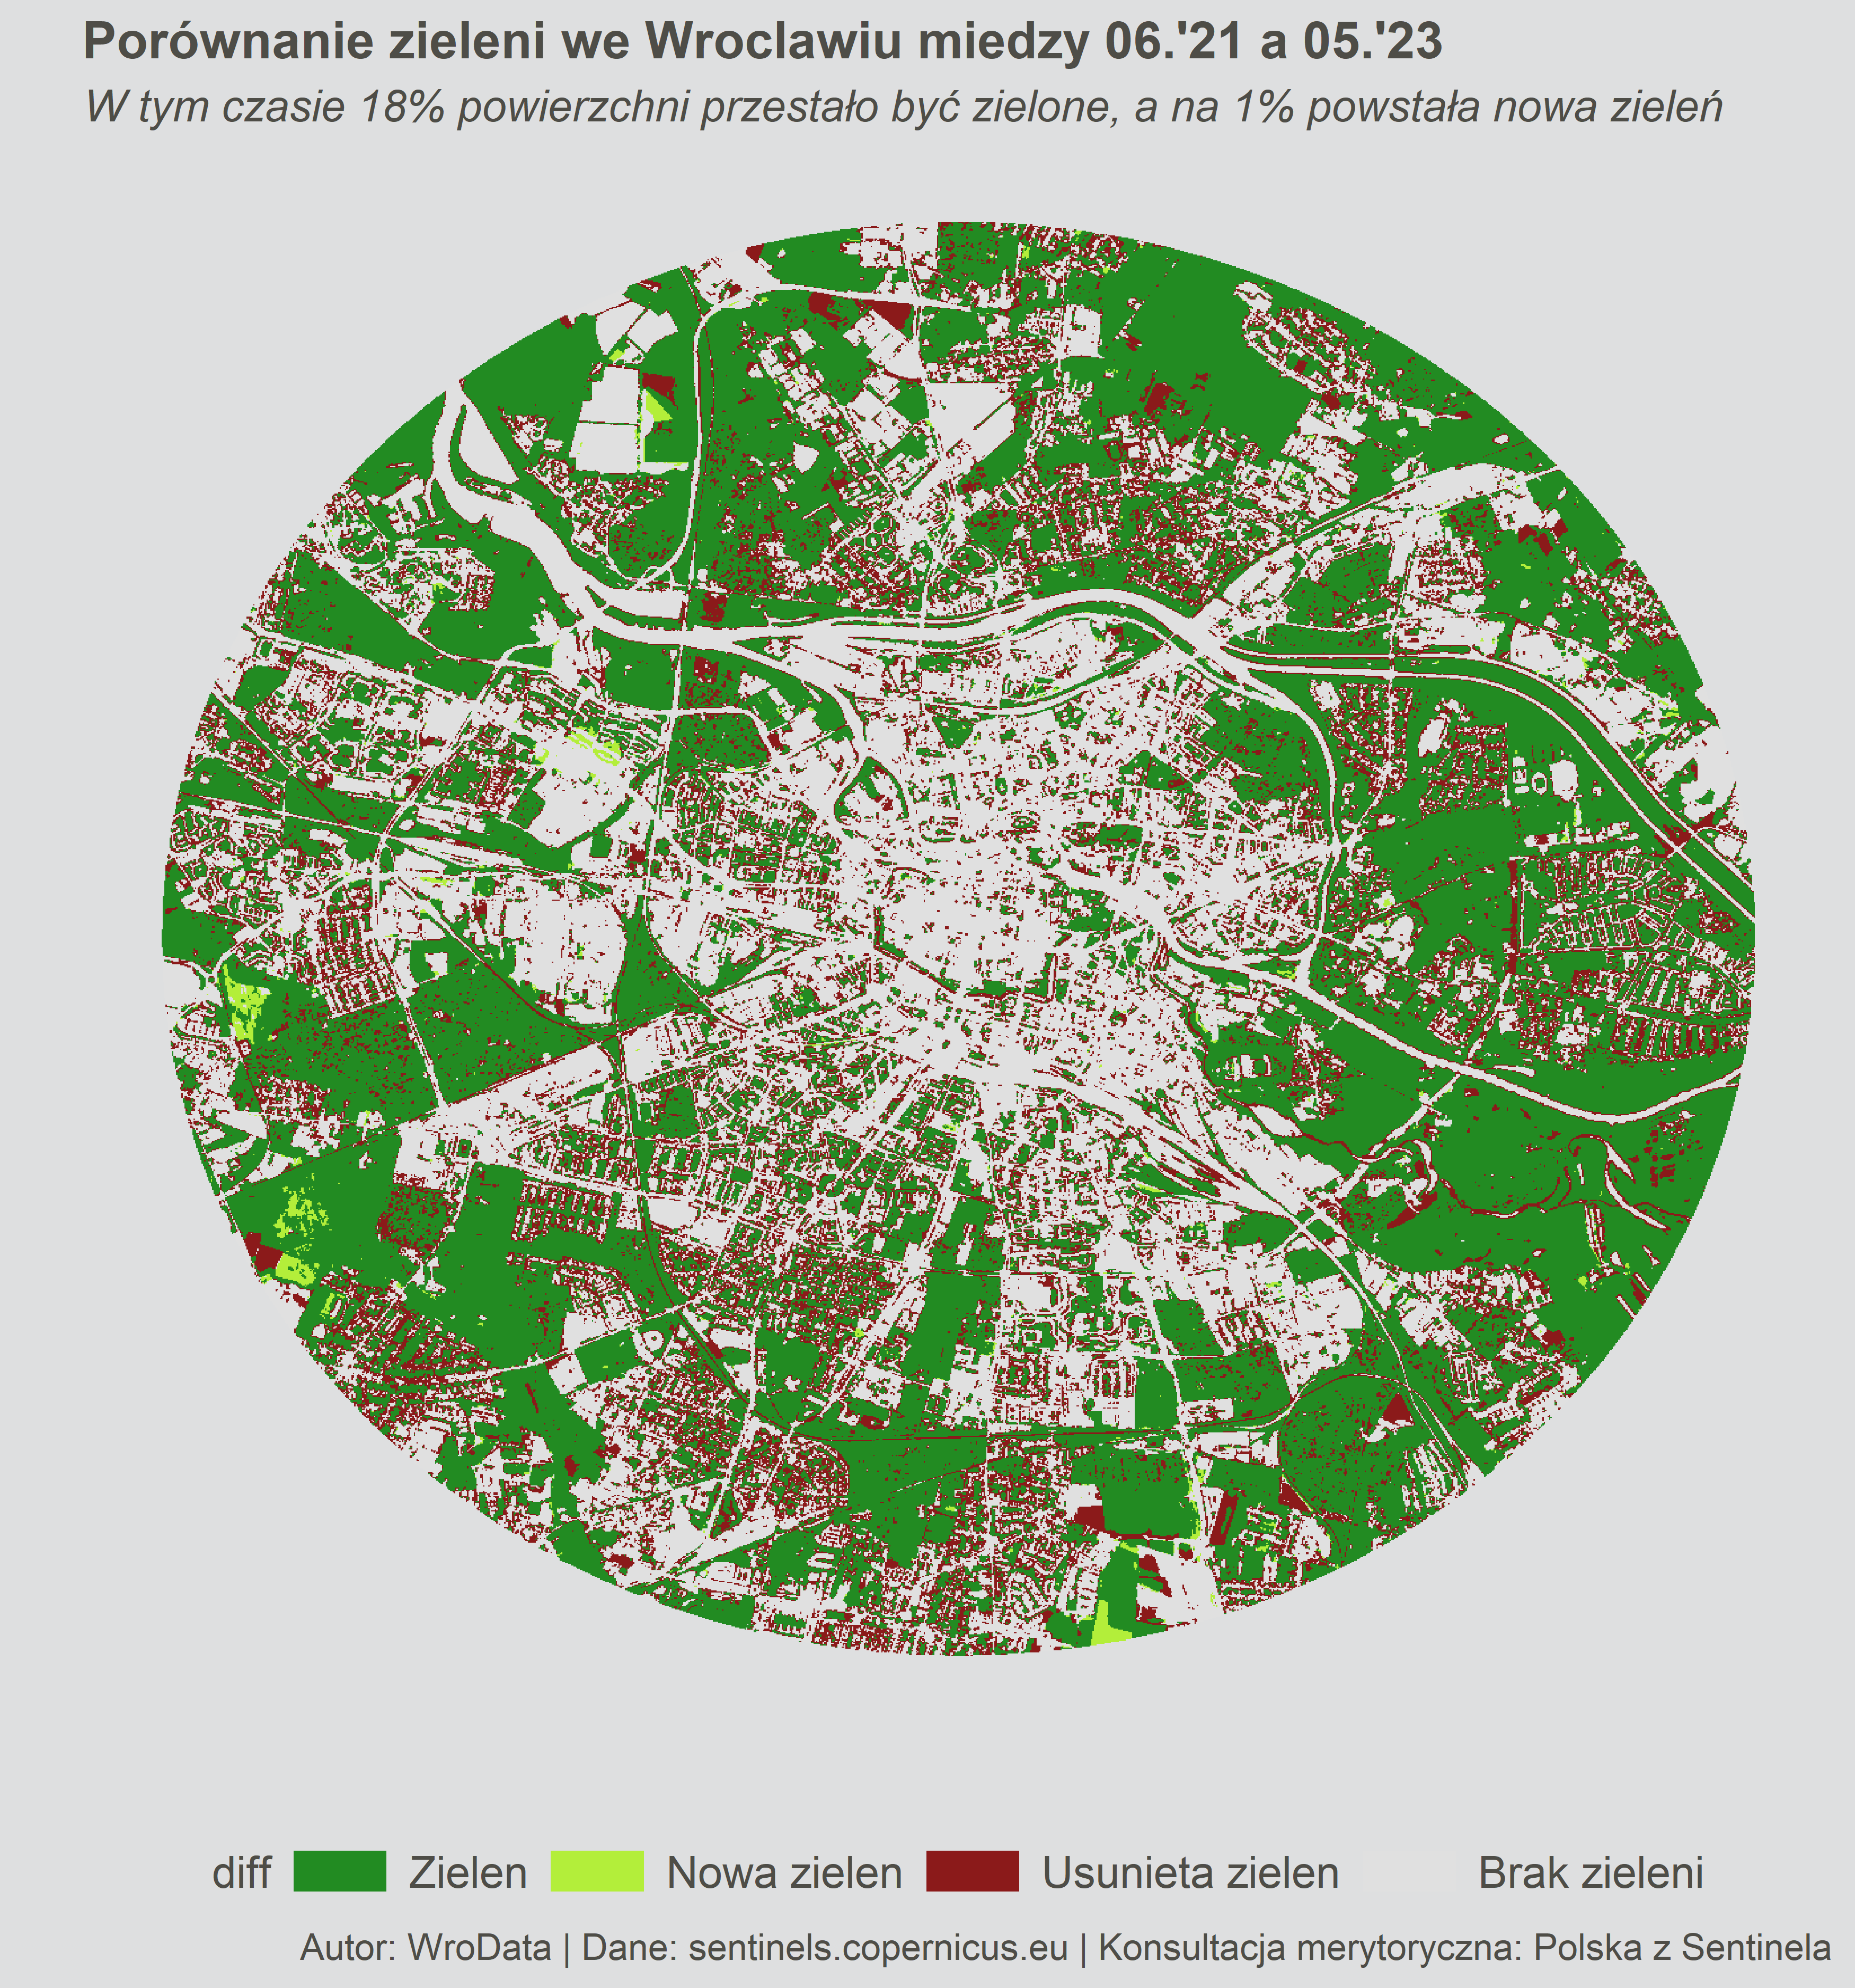 Porównanie zieleni we Wroclawiu miedzy 06.'21 a 05.'23
W tym czasie 18% powierzchni przestało być zielone, a na 1% powstała nowa zieleń
diff Zielen Nowa zielen Usunieta zielen Brak zieleni
Autor: WroData | Dane: sentinels.copernicus.eu | Konsultacja merytoryczna: Polska z Sentinela